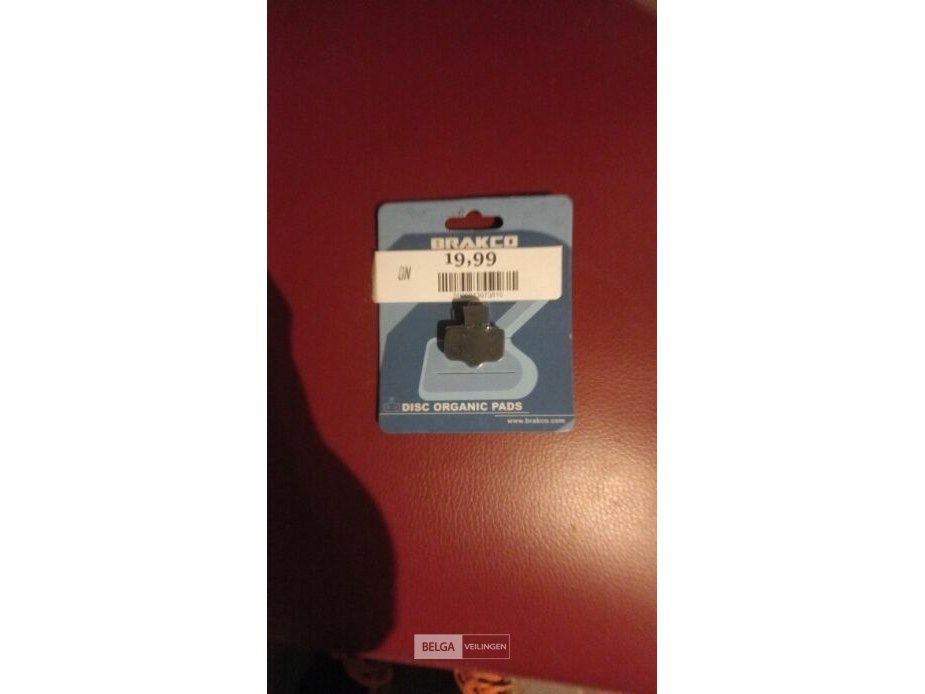 BRAKCO
19,99
ON
DISC ORGANIC PADS
www.brakco.com
BELGA VEILINGEN